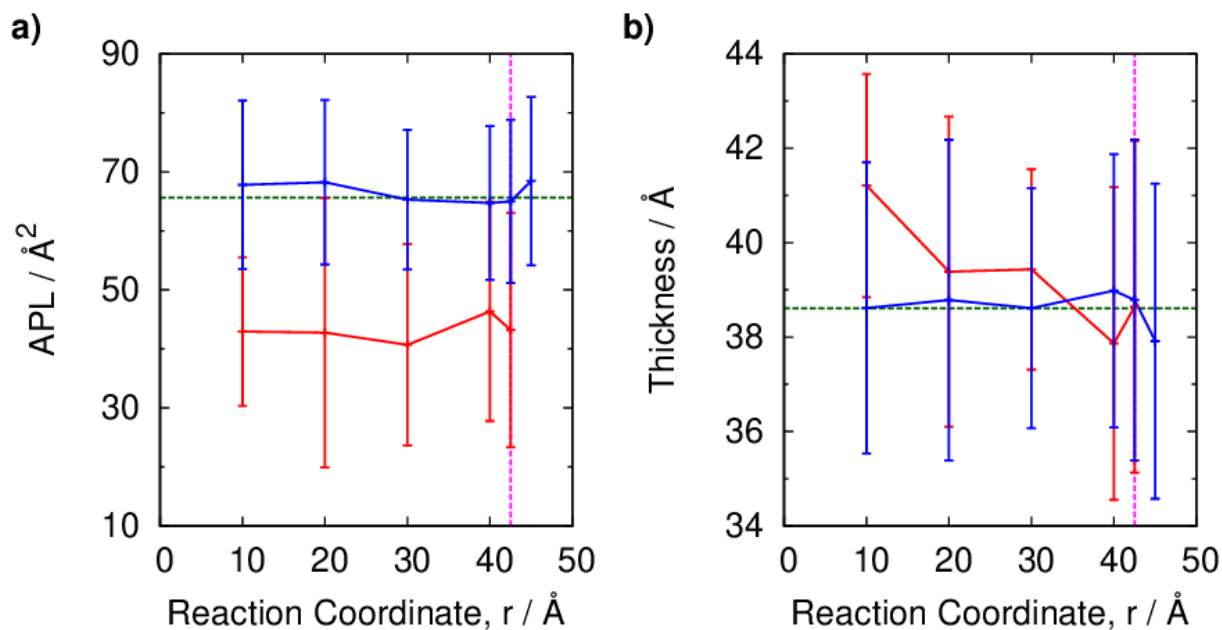 a)
90
70
50
30
10
APL / Å²
0 10 20 30 40 50
Reaction Coordinate, r / Å
b)
44
42
40
38
36
34
Thickness / Å
0 10 20 30 40 50
Reaction Coordinate, r / Å